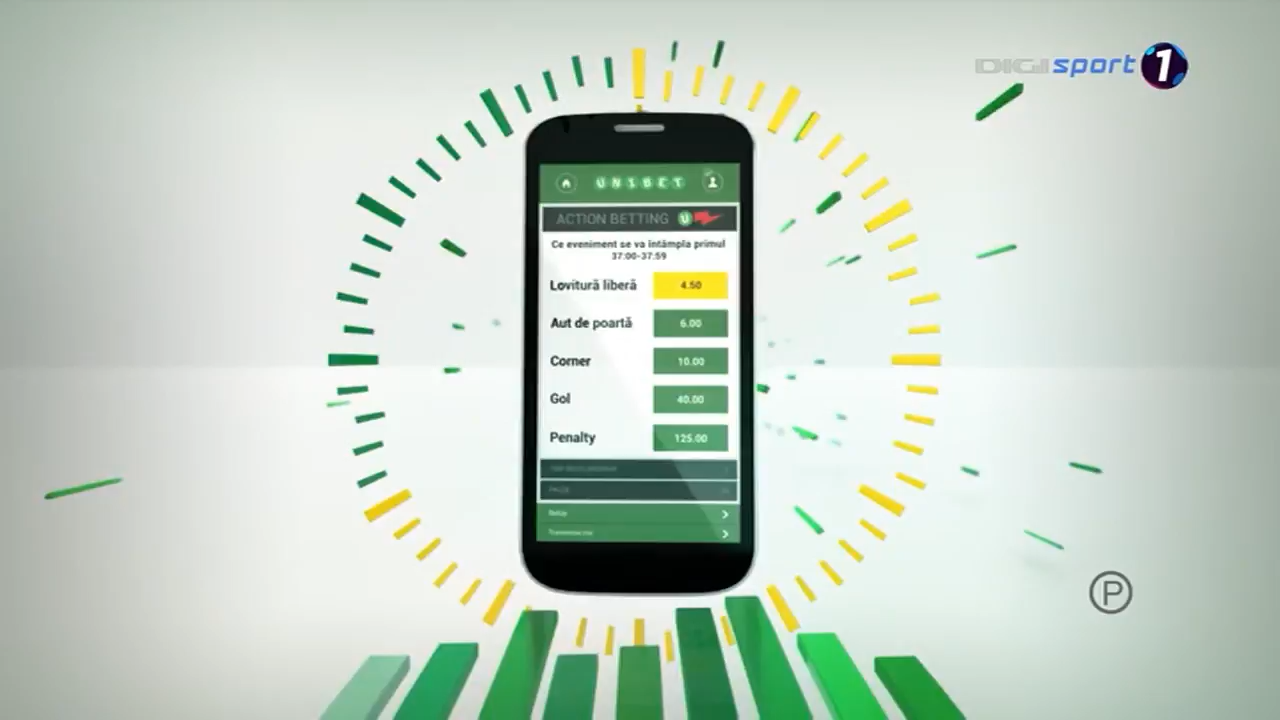 DIGI sport 1
UNIBET
ACTION BETTING U
Ce eveniment se va întâmpla primul
37:00-37:59
Lovitură liberă 4.50
Aut de poartă 6.00
Corner 10.00
Gol 40.00
Penalty 125.00
P